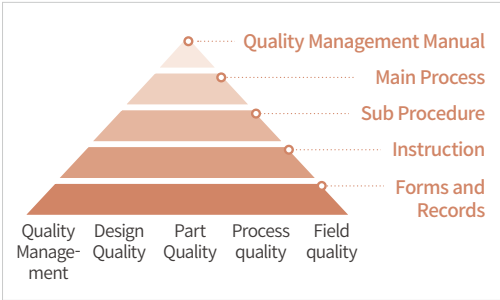 Quality Management Manual
Main Process
Sub Procedure
Instruction
Forms and
Records
Quality
Manage-
ment
Design
Quality
Part
Quality
Process
quality
Field
quality